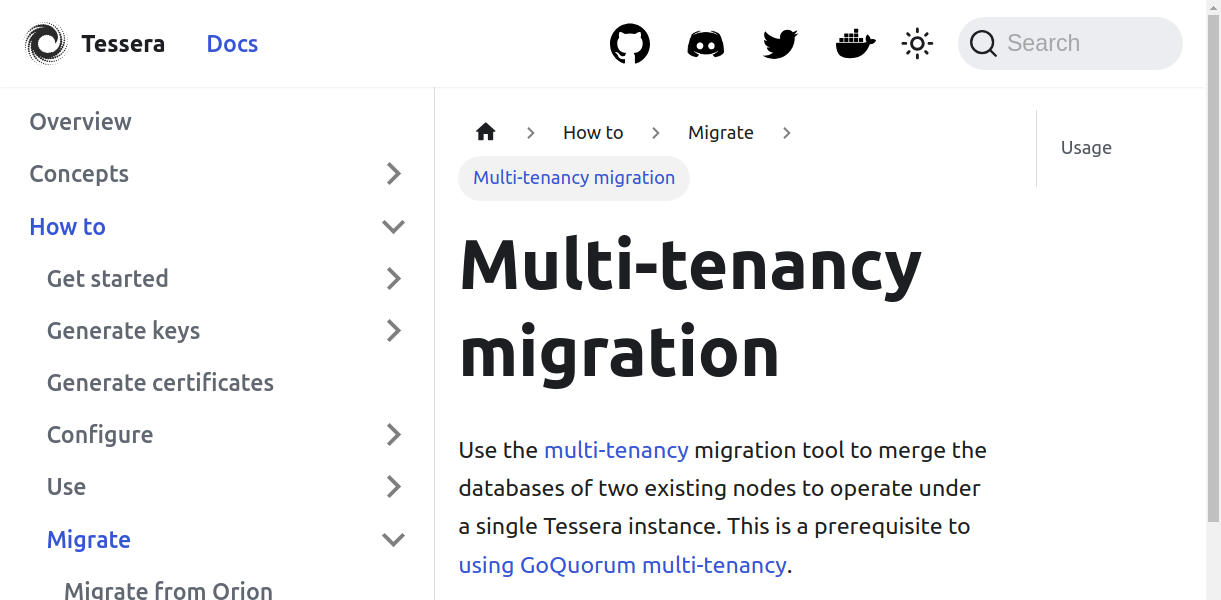 Tessera Docs Search
Overview
Concepts
How to
Get started
Generate keys
Generate certificates
Configure
Use
Migrate
Migrate from Orion
How to Migrate
Multi-tenancy migration
Multi-tenancy
migration
Use the multi-tenancy migration tool to merge the
databases of two existing nodes to operate under
a single Tessera instance. This is a prerequisite to
using GoQuorum multi-tenancy.
Usage